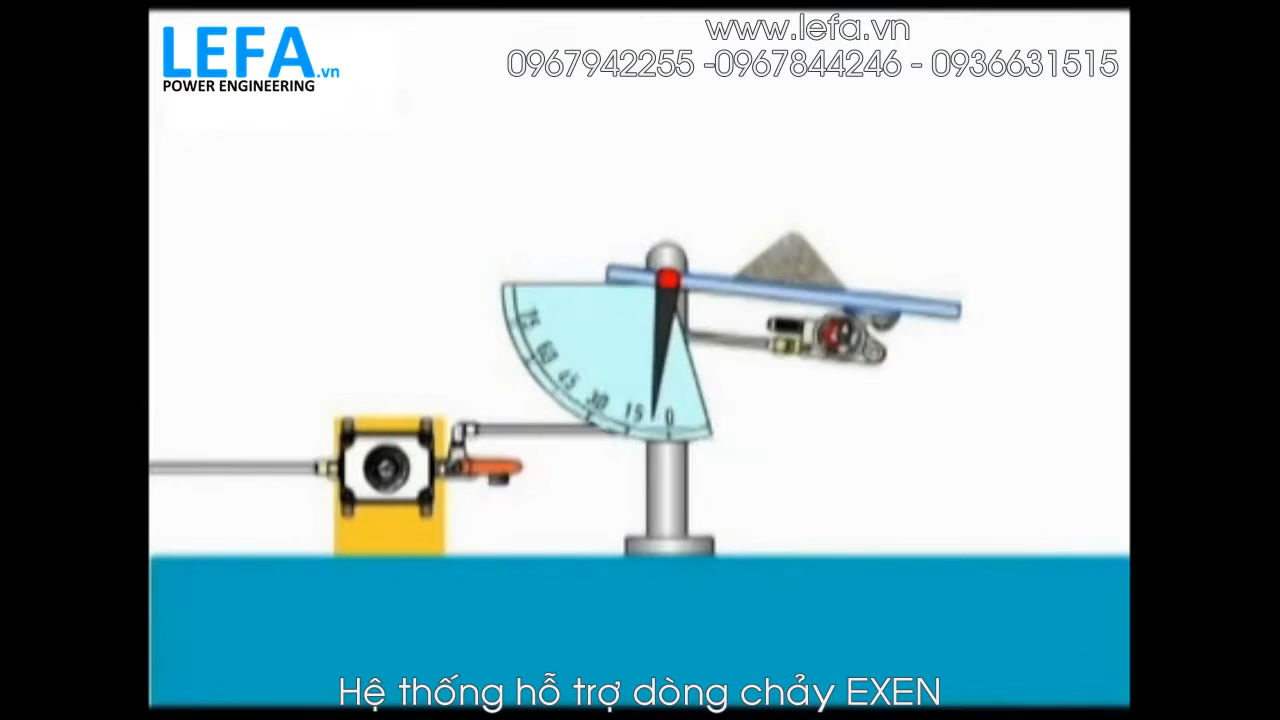 LEFA.vn
POWER ENGINEERING
www.lefa.vn
0967942255 -0967844246 - 0936631515
75
60
45
30
15
0
Hệ thống hỗ trợ dòng chảy EXEN